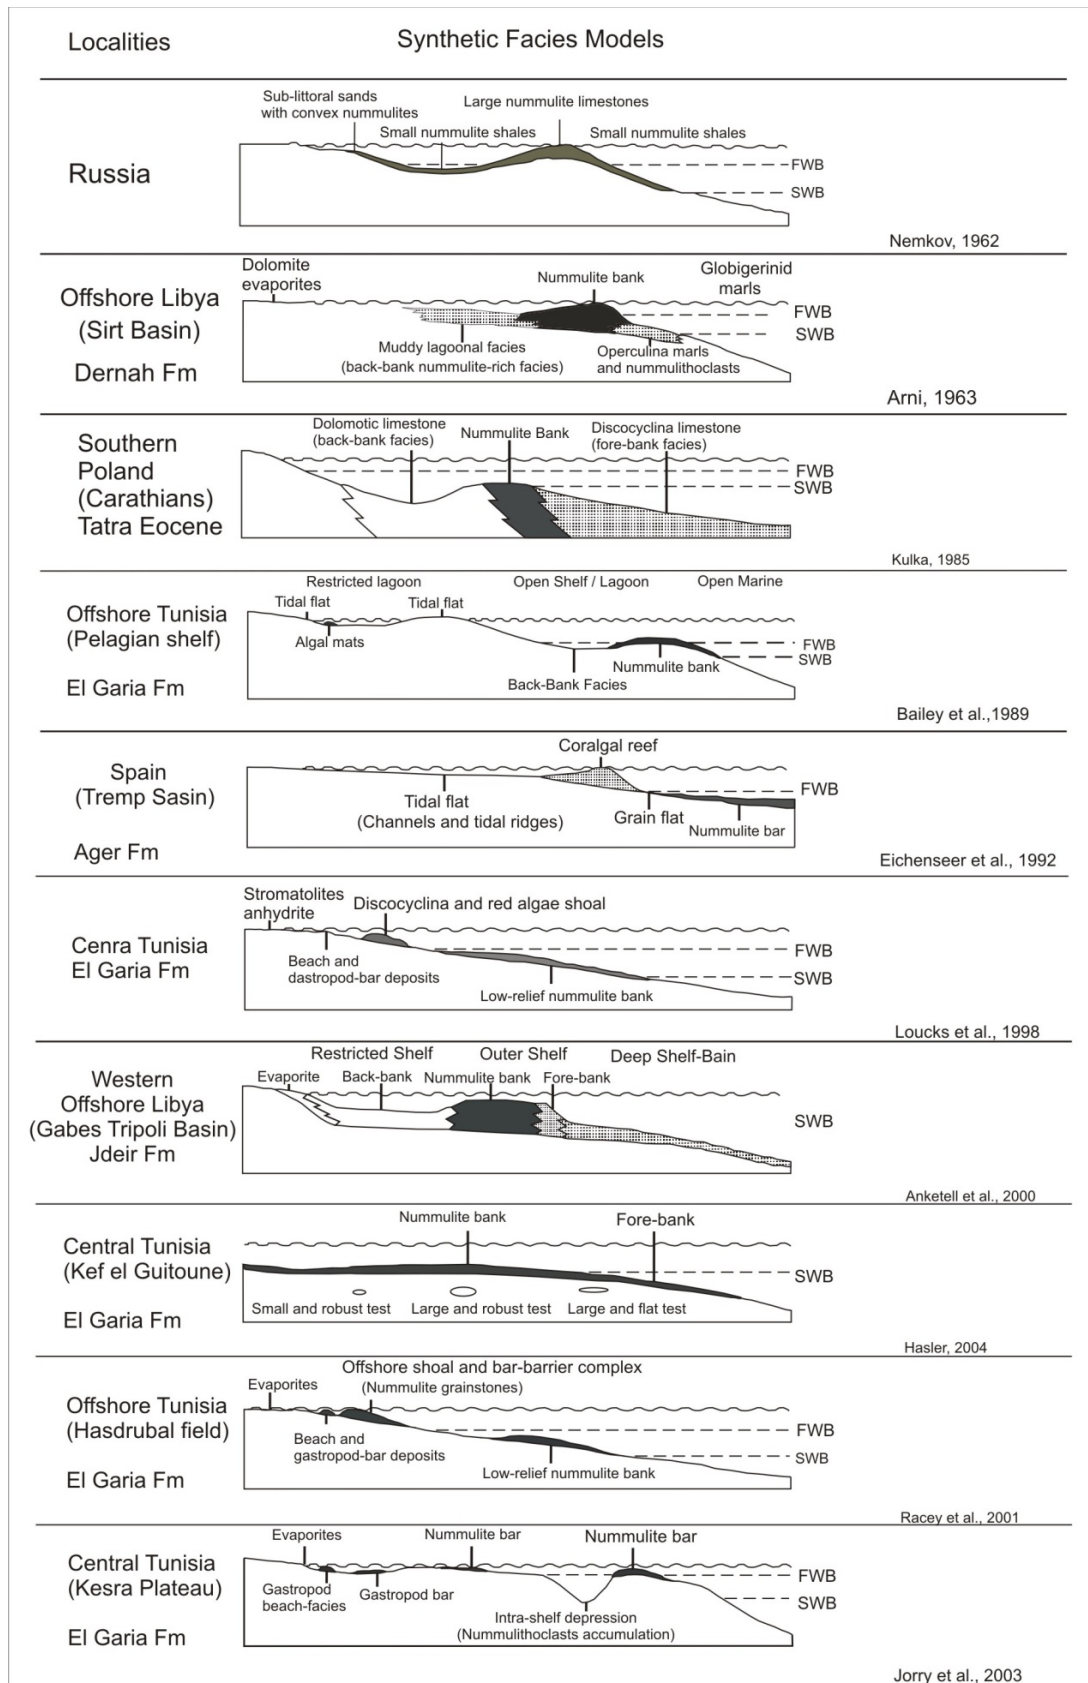 Localities
Synthetic Facies Models
Sub-littoral sands
with convex nummulites
Large nummulite limestones
Small nummulite shales
Small nummulite shales
Russia
FWB
SWB
Nemkov, 1962
Dolomite
evaporites
Nummulite bank
Globigerinid
marls
Offshore Libya
(Sirt Basin)
Dernah Fm
FWB
SWB
Muddy lagoonal facies
(back-bank nummulite-rich facies)
Operculina marls
and nummulithoclasts
Arni, 1963
Southern
Poland
(Carathians)
Tatra Eocene
Dolomotic limestone
(back-bank facies)
Nummulite Bank
Discocyclina limestone
(fore-bank facies)
FWB
SWB
Kulka, 1985
Restricted lagoon
Open Shelf / Lagoon
Open Marine
Offshore Tunisia
(Pelagian shelf)
El Garia Fm
Tidal flat
Tidal flat
Algal mats
FWB
SWB
Nummulite bank
Back-Bank Facies
Bailey et al.,1989
Spain
(Tremp Sasin)
Ager Fm
Coralgal reef
Tidal flat
(Channels and tidal ridges)
Grain flat
FWB
Nummulite bar
Eichenseer et al., 1992
Stromatolites
anhydrite
Discocyclina and red algae shoal
Cenra Tunisia
El Garia Fm
Beach and
dastropod-bar deposits
FWB
SWB
Low-relief nummulite bank
Loucks et al., 1998
Restricted Shelf
Outer Shelf
Deep Shelf-Bain
Western
Offshore Libya
(Gabes Tripoli Basin)
Jdeir Fm
Evaporite
Back-bank
Nummulite bank
Fore-bank
SWB
Anketell et al., 2000
Nummulite bank
Fore-bank
Central Tunisia
(Kef el Guitoune)
El Garia Fm
SWB
Small and robust test
Large and robust test
Large and flat test
Hasler, 2004
Offshore shoal and bar-barrier complex
(Nummulite grainstones)
Evaporites
Offshore Tunisia
(Hasdrubal field)
El Garia Fm
Beach and
gastropod-bar deposits
FWB
SWB
Low-relief nummulite bank
Racey et al., 2001
Evaporites
Nummulite bar
Nummulite bar
Central Tunisia
(Kesra Plateau)
El Garia Fm
Gastropod
beach-facies
Gastropod bar
FWB
SWB
Intra-shelf depression
(Nummulithoclasts accumulation)
Jorry et al., 2003